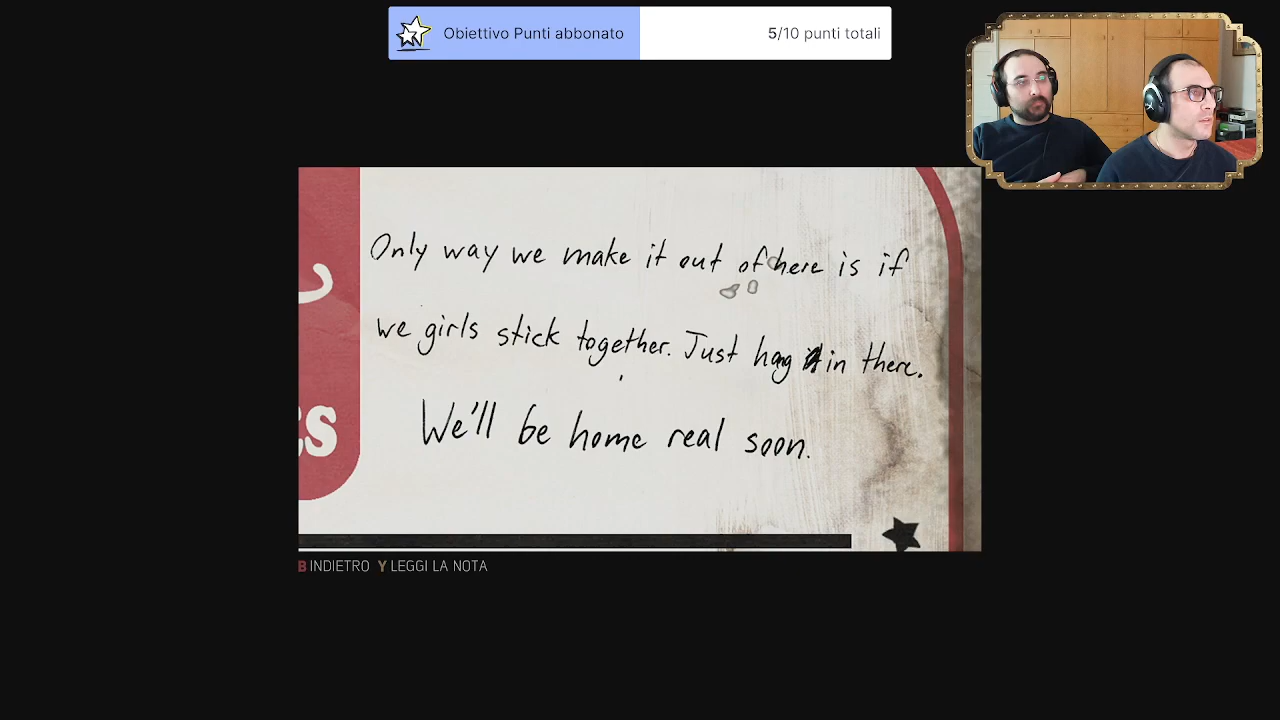 Obiettivo Punti abbonato 5/10 punti totali
Only way we make it out of here is if
we girls stick together. Just hang in there.
We'll be home real soon.
ES
B INDIETRO Y LEGGI LA NOTA